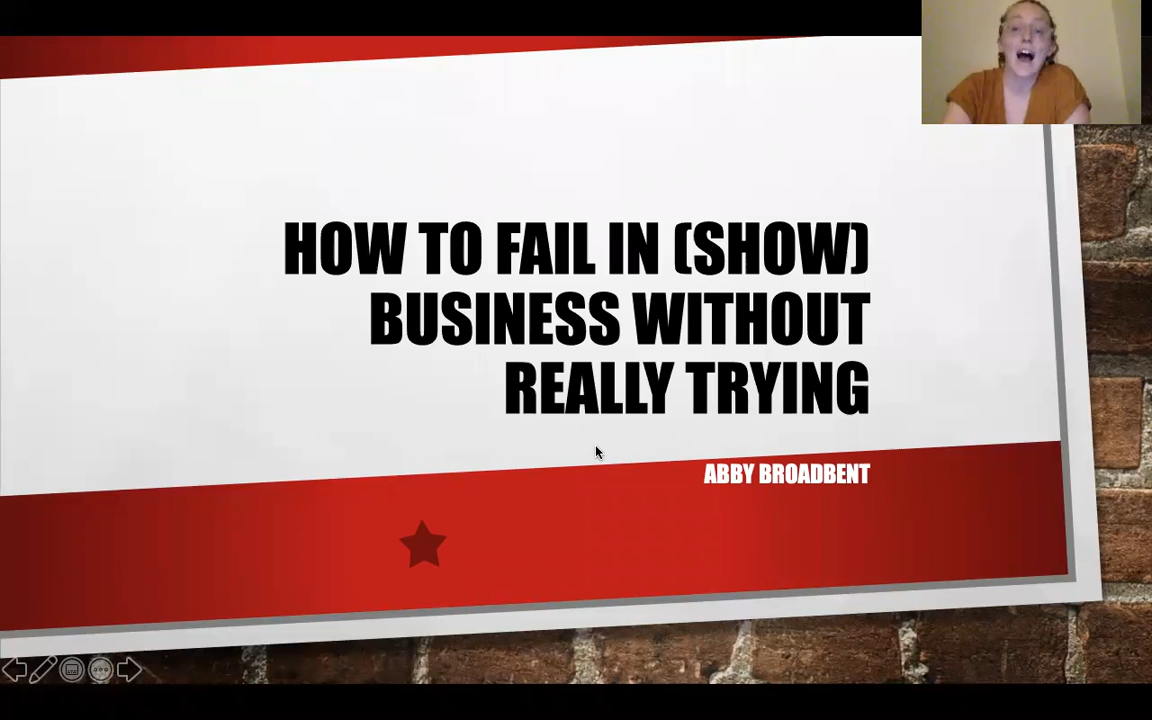 HOW TO FAIL IN (SHOW)
BUSINESS WITHOUT
REALLY TRYING
ABBY BROADBENT